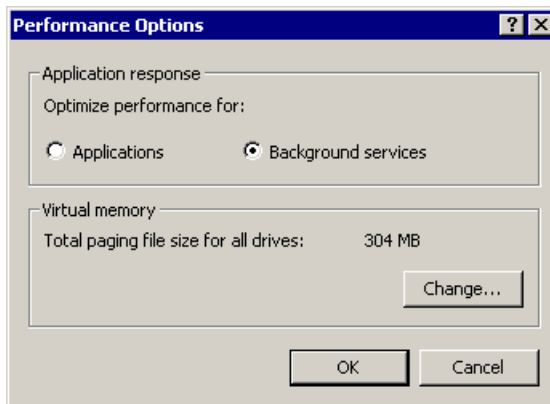 Performance Options
Application response
Optimize performance for:
Applications Background services
Virtual memory
Total paging file size for all drives: 304 MB
Change...
OK Cancel